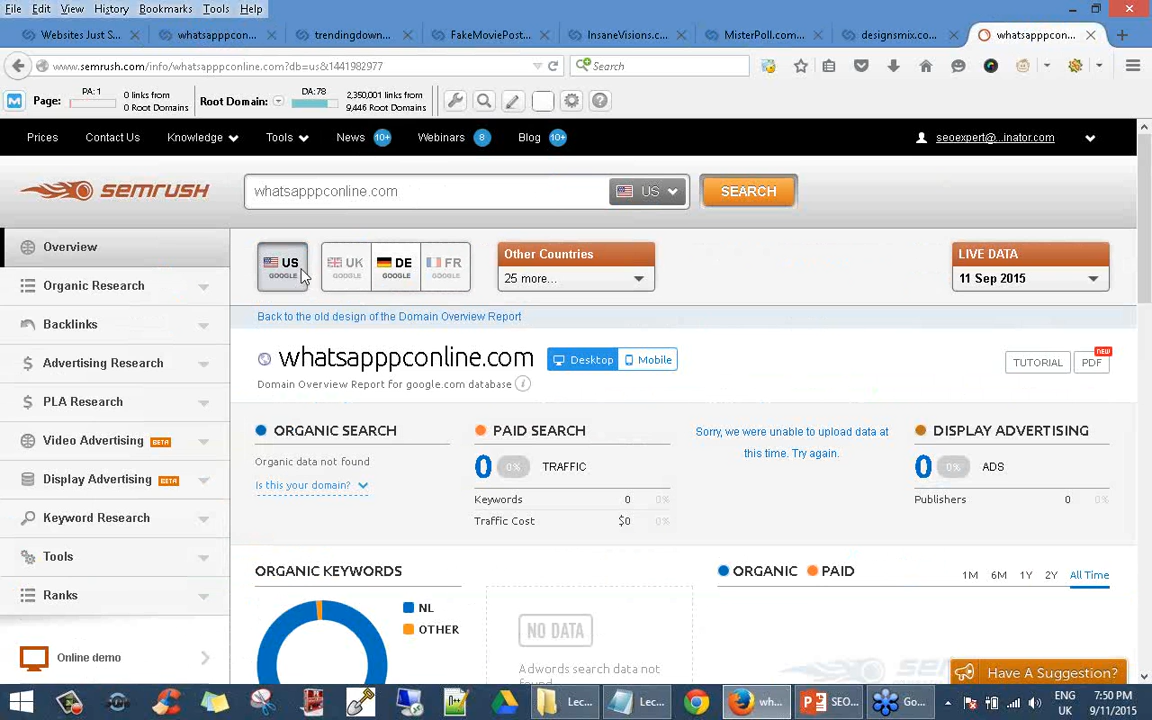 File Edit View History Bookmarks Tools Help
Websites Just S... whatsapppcon... trendingdown... FakeMoviePost... InsaneVisions.c... MisterPoll.com... designsmix.co... whatsapppcon...
www.semrush.com/info/whatsapppconline.com?db=us&1441982977 Search
Page: PA: 1 0 links from 0 Root Domains Root Domain: DA: 78 2,350,001 links from 9,446 Root Domains
Prices Contact Us Knowledge Tools News 10+ Webinars 8 Blog 10+ seoexpert@...inator.com
SEMRUSH whatsapppconline.com US SEARCH
Overview
Organic Research
Backlinks
Advertising Research
PLA Research
Video Advertising BETA
Display Advertising BETA
Keyword Research
Tools
Ranks
Online demo
US GOOGLE UK GOOGLE DE GOOGLE FR GOOGLE
Other Countries
25 more...
LIVE DATA
11 Sep 2015
Back to the old design of the Domain Overview Report
whatsapppconline.com Desktop Mobile TUTORIAL PDF NEW
Domain Overview Report for google.com database i
ORGANIC SEARCH
Organic data not found
Is this your domain?
PAID SEARCH
0 0% TRAFFIC
Keywords 0 0%
Traffic Cost $0 0%
Sorry, we were unable to upload data at
this time. Try again.
DISPLAY ADVERTISING
0 0% ADS
Publishers 0 0%
ORGANIC KEYWORDS
NL
OTHER
NO DATA
Adwords search data not
found
ORGANIC PAID 1M 6M 1Y 2Y All Time
Have A Suggestion?
Lec... Lec... wh... SEO... Go...
ENG
UK
7:50 PM
9/11/2015